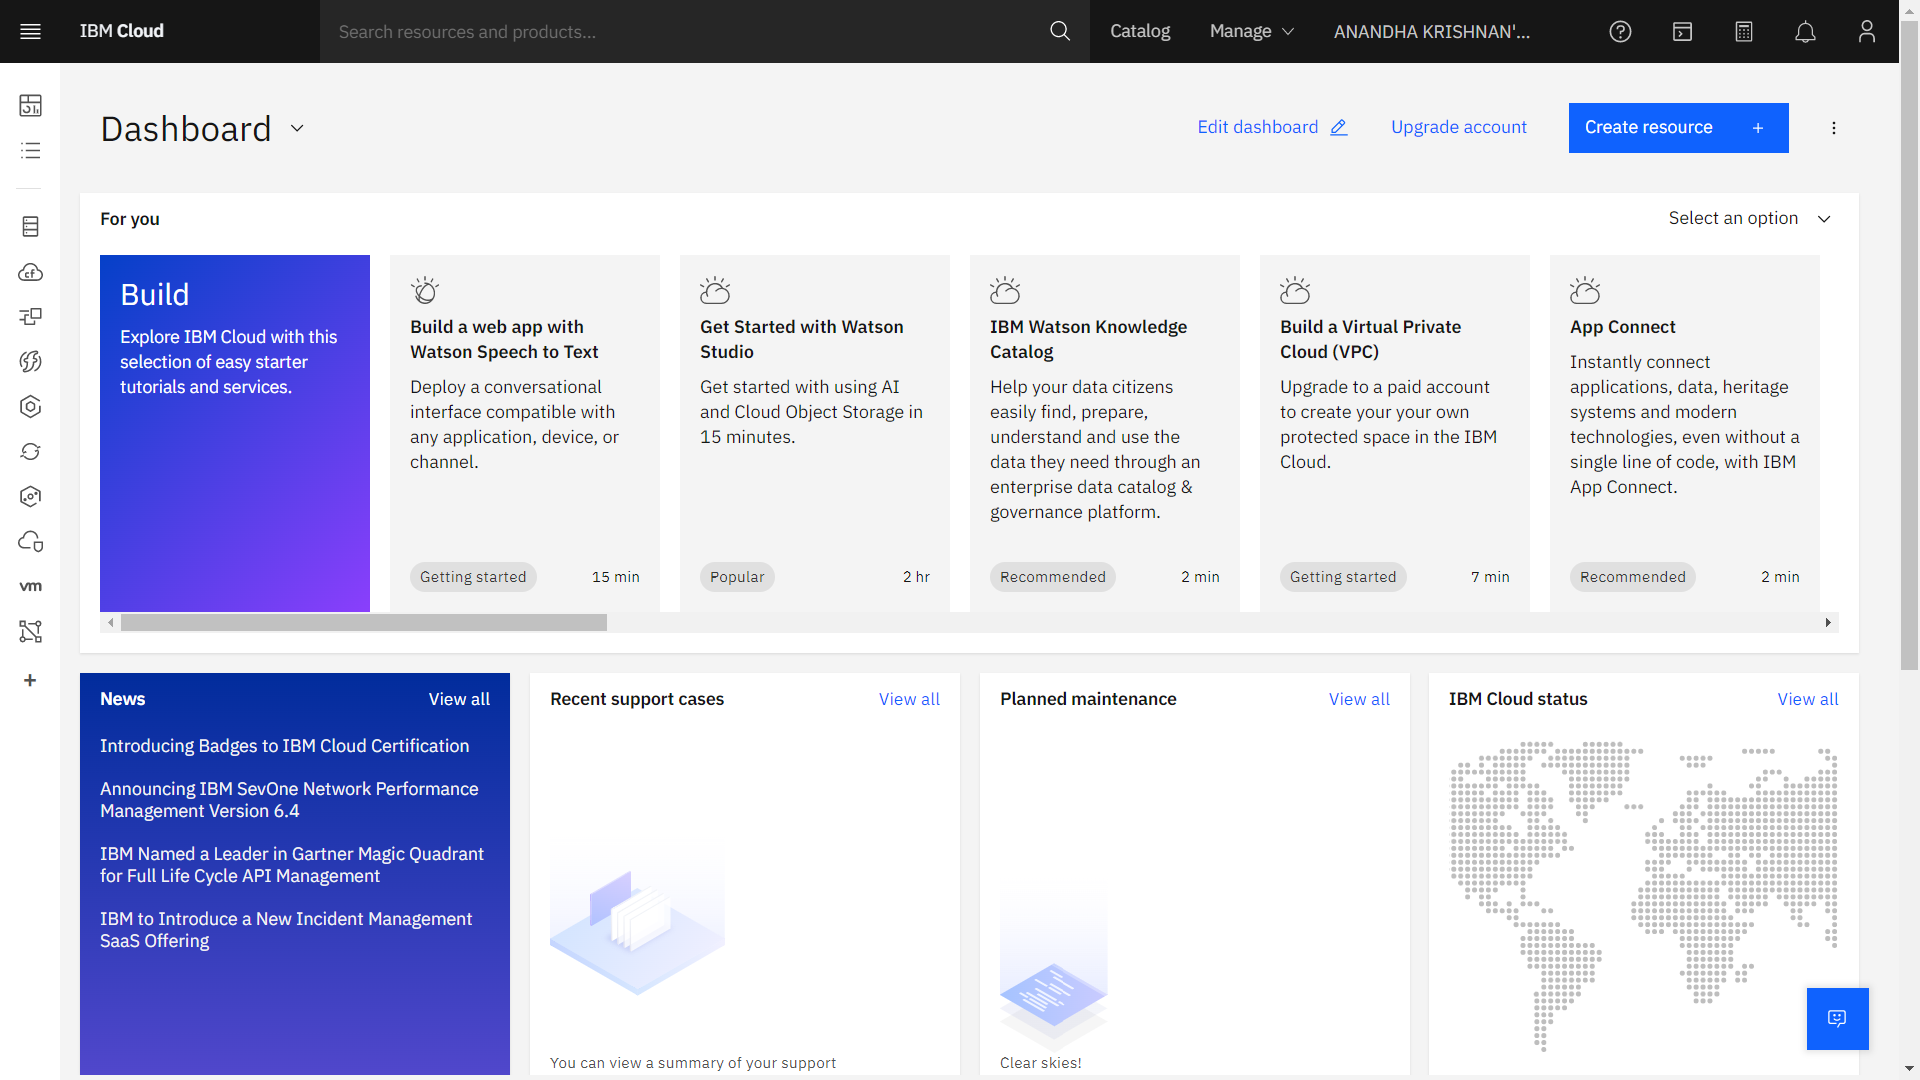 IBM Cloud
Search resources and products...
Catalog
Manage
ANANDHA KRISHNAN'...
Dashboard
Edit dashboard
Upgrade account
Create resource
For you
Select an option
Build
Explore IBM Cloud with this
selection of easy starter
tutorials and services.
Build a web app with
Watson Speech to Text
Deploy a conversational
interface compatible with
any application, device, or
channel.
Getting started
15 min
Get Started with Watson
Studio
Get started with using AI
and Cloud Object Storage in
15 minutes.
Popular
2 hr
IBM Watson Knowledge
Catalog
Help your data citizens
easily find, prepare,
understand and use the
data they need through an
enterprise data catalog &
governance platform.
Recommended
2 min
Build a Virtual Private
Cloud (VPC)
Upgrade to a paid account
to create your your own
protected space in the IBM
Cloud.
Getting started
7 min
App Connect
Instantly connect
applications, data, heritage
systems and modern
technologies, even without a
single line of code, with IBM
App Connect.
Recommended
2 min
cf
vm
News
View all
Introducing Badges to IBM Cloud Certification
Announcing IBM SevOne Network Performance
Management Version 6.4
IBM Named a Leader in Gartner Magic Quadrant
for Full Life Cycle API Management
IBM to Introduce a New Incident Management
SaaS Offering
Recent support cases
View all
You can view a summary of your support
Planned maintenance
View all
Clear skies!
IBM Cloud status
View all